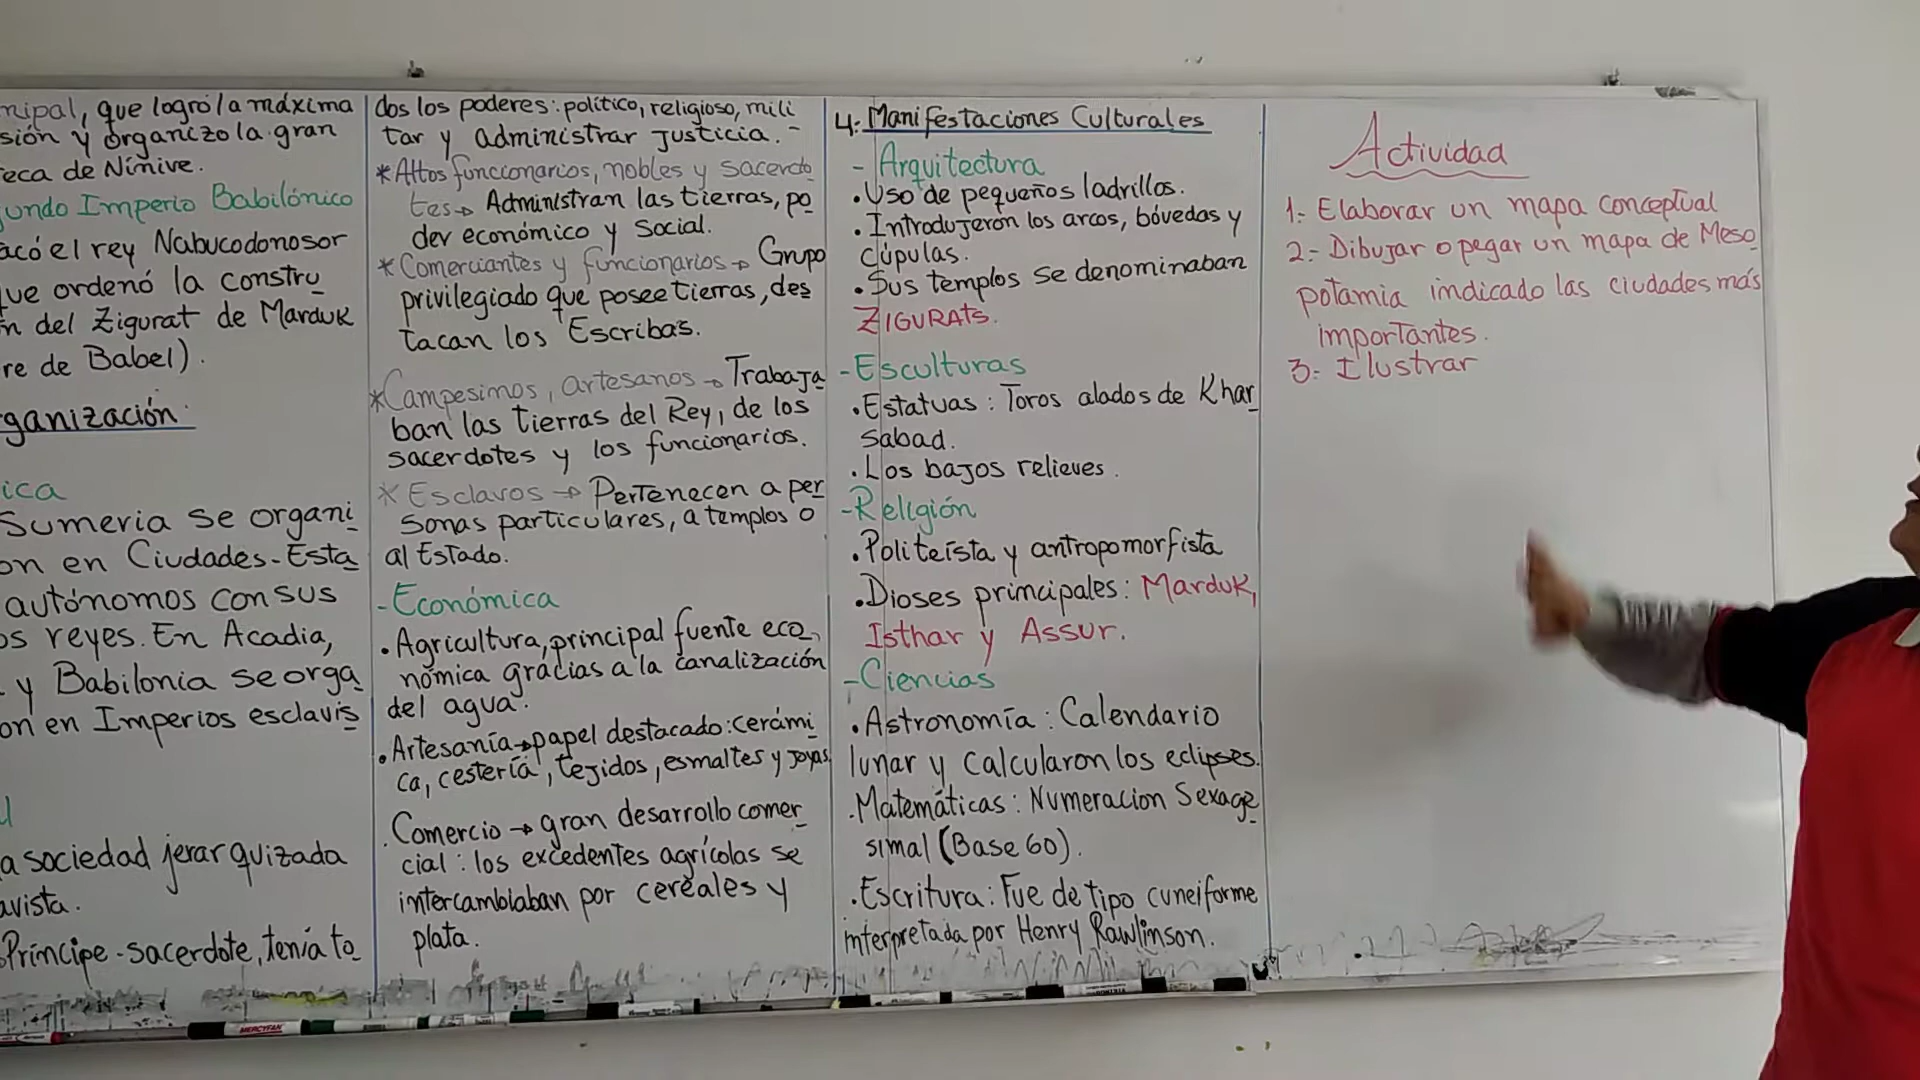 nipal, que logró la máxima
sión y organizo la gran
eca de Nínive.
undo Imperio Babilónico
acó el rey Nabucodonosor
ue ordenó la constru
n del Zigurat de Marduk
re de Babel).
ganización
ica
Sumeria se organi
on en Ciudades-Esta
autónomos con sus
os reyes. En Acadia,
y Babilonia se orga
on en Imperios esclavis
a sociedad jerarquizada
avista.
Príncipe-sacerdote, tenía to
dos los poderes: político, religioso, mili
tar y administrar Justicia.
*Altos funcionarios, nobles y sacerdo
tes→ Administran las tierras, po
der económico y social.
*Comerciantes y funcionarios→ Grupo
privilegiado que posee tierras, des
tacan los Escribas.
*Campesinos, artesanos→ Trabaja
ban las tierras del Rey, de los
sacerdotes y los funcionarios.
*Esclavos→ Pertenecen a per
sonas particulares, a templos o
al Estado.
-Económica
.Agricultura, principal fuente eco
nómica gracias a la canalización
del agua.
.Artesanía→papel destacado: cerámi
ca, cestería, tejidos, esmaltes y joyas
.Comercio→ gran desarrollo comer
cial: los excedentes agrícolas se
intercambiaban por cereales y
plata.
4.- Manifestaciones Culturales
- Arquitectura
.Uso de pequeños ladrillos.
.Introdujeron los arcos, bóvedas y
cúpulas.
.Sus templos se denominaban
ZIGURATS.
-Esculturas
.Estatuas: Toros alados de Khar
sabad.
.Los bajos relieves.
-Religión
.Politeísta y antropomorfista
.Dioses principales: Marduk,
Isthar y Assur.
-Ciencias
.Astronomía: Calendario
lunar y calcularon los eclipses.
.Matemáticas: Numeracion Sexage
simal (Base 60).
.Escritura: Fue de tipo cuneiforme
interpretada por Henry Rawlinson.
Actividad
1.- Elaborar un mapa conceptual
2.- Dibujar o pegar un mapa de Meso
potamia indicado las ciudades más
importantes.
3.- Ilustrar
MERCYFAN